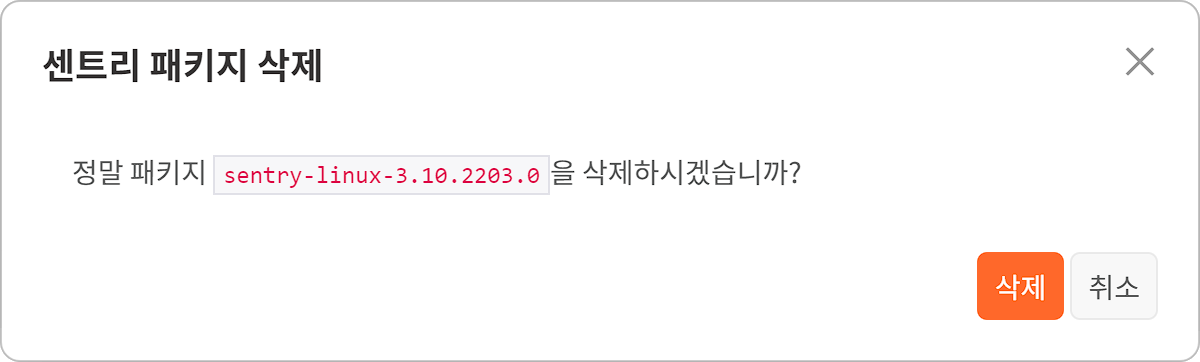 센트리 패키지 삭제
정말 패키지 sentry-linux-3.10.2203.0을 삭제하시겠습니까?
삭제 취소